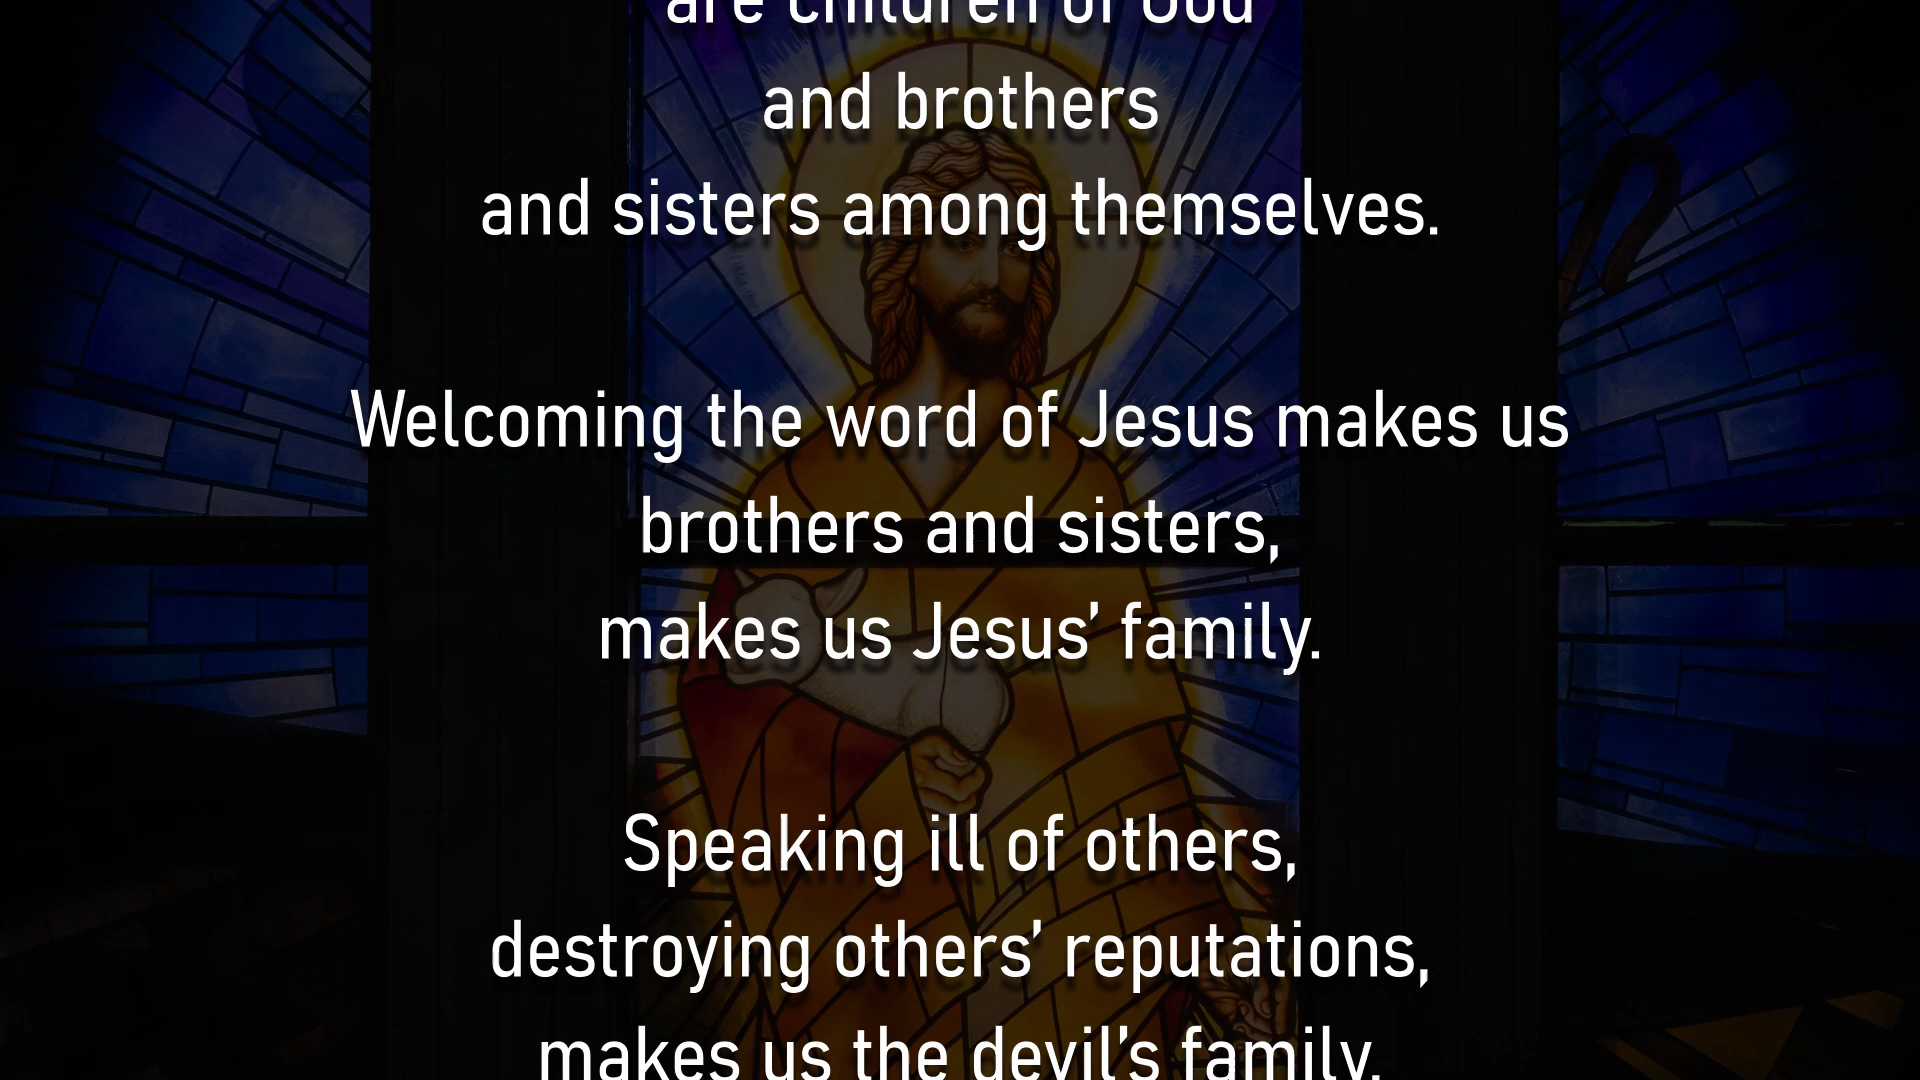 are children of God
and brothers
and sisters among themselves.
Welcoming the word of Jesus makes us
brothers and sisters,
makes us Jesus’ family.
Speaking ill of others,
destroying others’ reputations,
makes us the devil’s family.